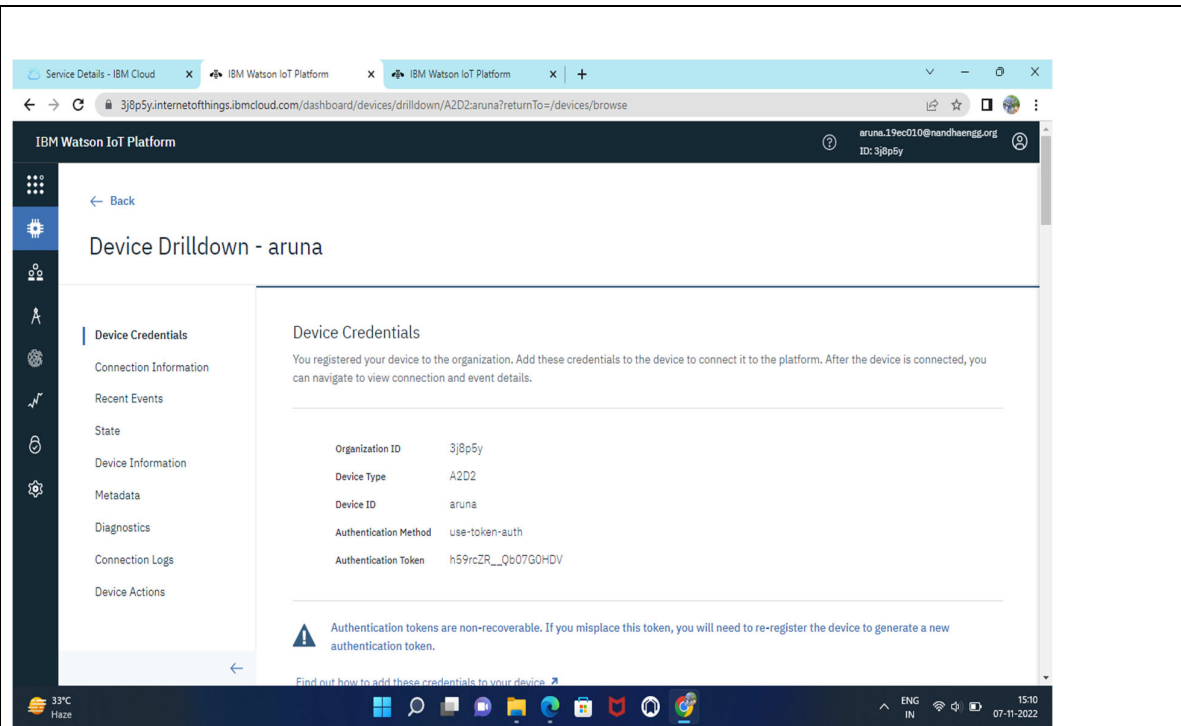 Service Details - IBM Cloud
IBM Watson IoT Platform
IBM Watson IoT Platform
3j8p5y.internetofthings.ibmcloud.com/dashboard/devices/drilldown/A2D2:aruna?returnTo=/devices/browse
IBM Watson IoT Platform
aruna.19ec010@nandhaengg.org
ID: 3j8p5y
Back
Device Drilldown - aruna
Device Credentials
Connection Information
Recent Events
State
Device Information
Metadata
Diagnostics
Connection Logs
Device Actions
Device Credentials
You registered your device to the organization. Add these credentials to the device to connect it to the platform. After the device is connected, you
can navigate to view connection and event details.
Organization ID 3j8p5y
Device Type A2D2
Device ID aruna
Authentication Method use-token-auth
Authentication Token h59rcZR__Qb07G0HDV
Authentication tokens are non-recoverable. If you misplace this token, you will need to re-register the device to generate a new
authentication token.
Find out how to add these credentials to your device
33°C
Haze
ENG
IN
15:10
07-11-2022